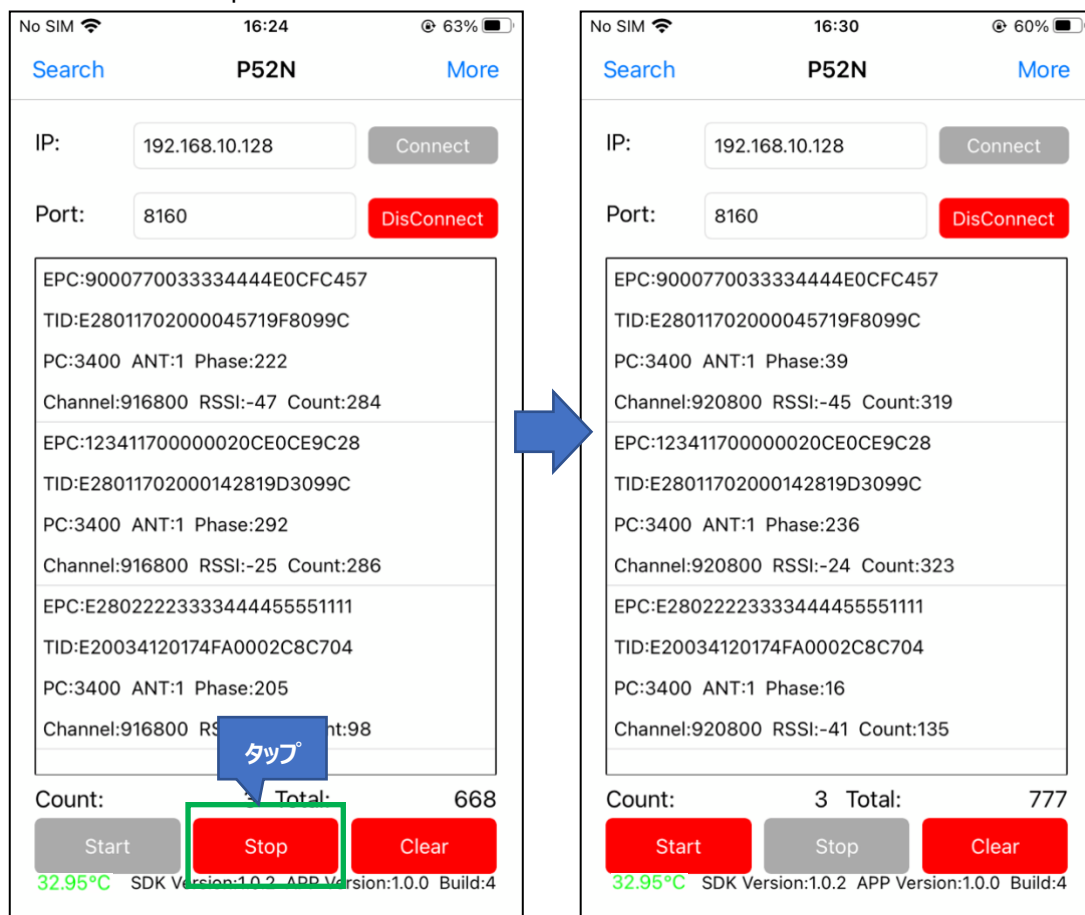 No SIM 16:24 63%
Search P52N More
IP: 192.168.10.128 Connect
Port: 8160 DisConnect
EPC:9000770033334444E0CFC457
TID:E28011702000045719F8099C
PC:3400 ANT:1 Phase:222
Channel:916800 RSSI:-47 Count:284
EPC:123411700000020CE0CE9C28
TID:E28011702000142819D3099C
PC:3400 ANT:1 Phase:292
Channel:916800 RSSI:-25 Count:286
EPC:E28022223333444455551111
TID:E20034120174FA0002C8C704
PC:3400 ANT:1 Phase:205
Channel:916800 :98
タップ
Count: 3 Total: 668
Start Stop Clear
32.95°C SDK Version:1.0.2 APP Version:1.0.0 Build:4
No SIM 16:30 60%
Search P52N More
IP: 192.168.10.128 Connect
Port: 8160 DisConnect
EPC:9000770033334444E0CFC457
TID:E28011702000045719F8099C
PC:3400 ANT:1 Phase:39
Channel:920800 RSSI:-45 Count:319
EPC:123411700000020CE0CE9C28
TID:E28011702000142819D3099C
PC:3400 ANT:1 Phase:236
Channel:920800 RSSI:-24 Count:323
EPC:E28022223333444455551111
TID:E20034120174FA0002C8C704
PC:3400 ANT:1 Phase:16
Channel:920800 RSSI:-41 Count:135
Count: 3 Total: 777
Start Stop Clear
32.95°C SDK Version:1.0.2 APP Version:1.0.0 Build:4